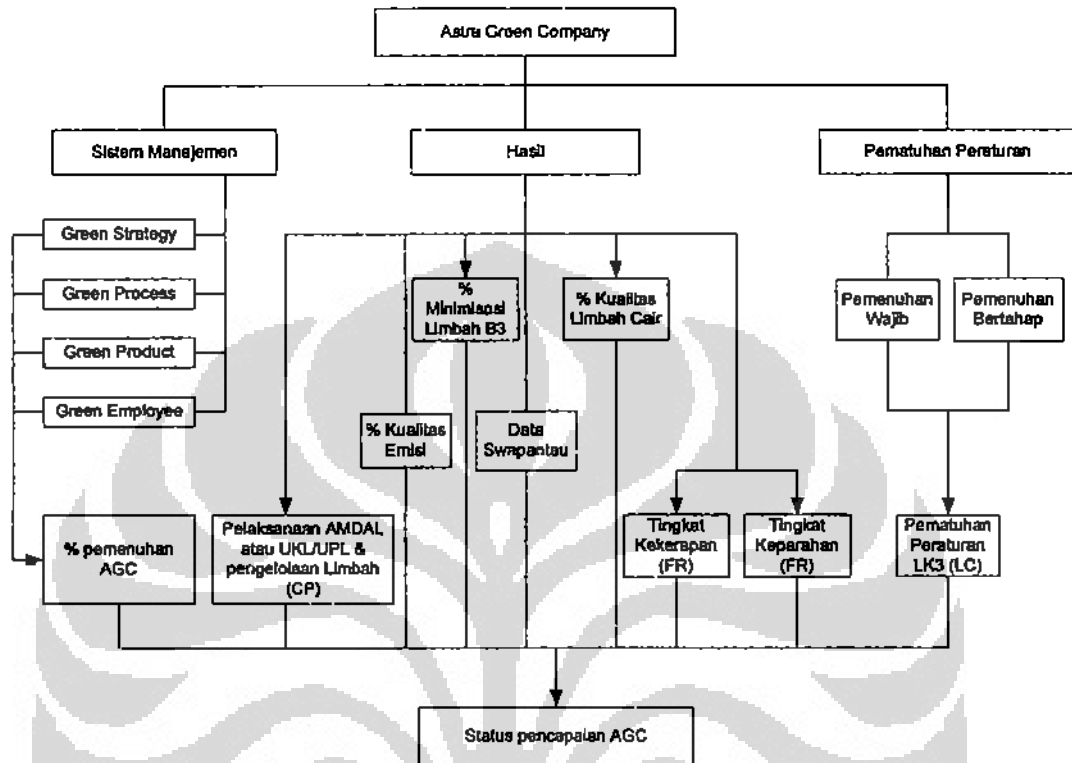 Astra Green Company
Sistem Manajemen
Hasil
Pematuhan Peraturan
Green Strategy
Green Process
Green Product
Green Employee
%
Minimisasi
Limbah B3
% Kualitas
Limbah Cair
Pemenuhan
Wajib
Pemenuhan
Bertahap
% Kualitas
Emisi
Data
Swapantau
% pemenuhan
AGC
Pelaksanaan AMDAL
atau UKL/UPL &
pengelolaan Limbah
(CP)
Tingkat
Kekerapan
(FR)
Tingkat
Keparahan
(FR)
Pematuhan
Peraturan
LK3 (LC)
Status pencapaian AGC